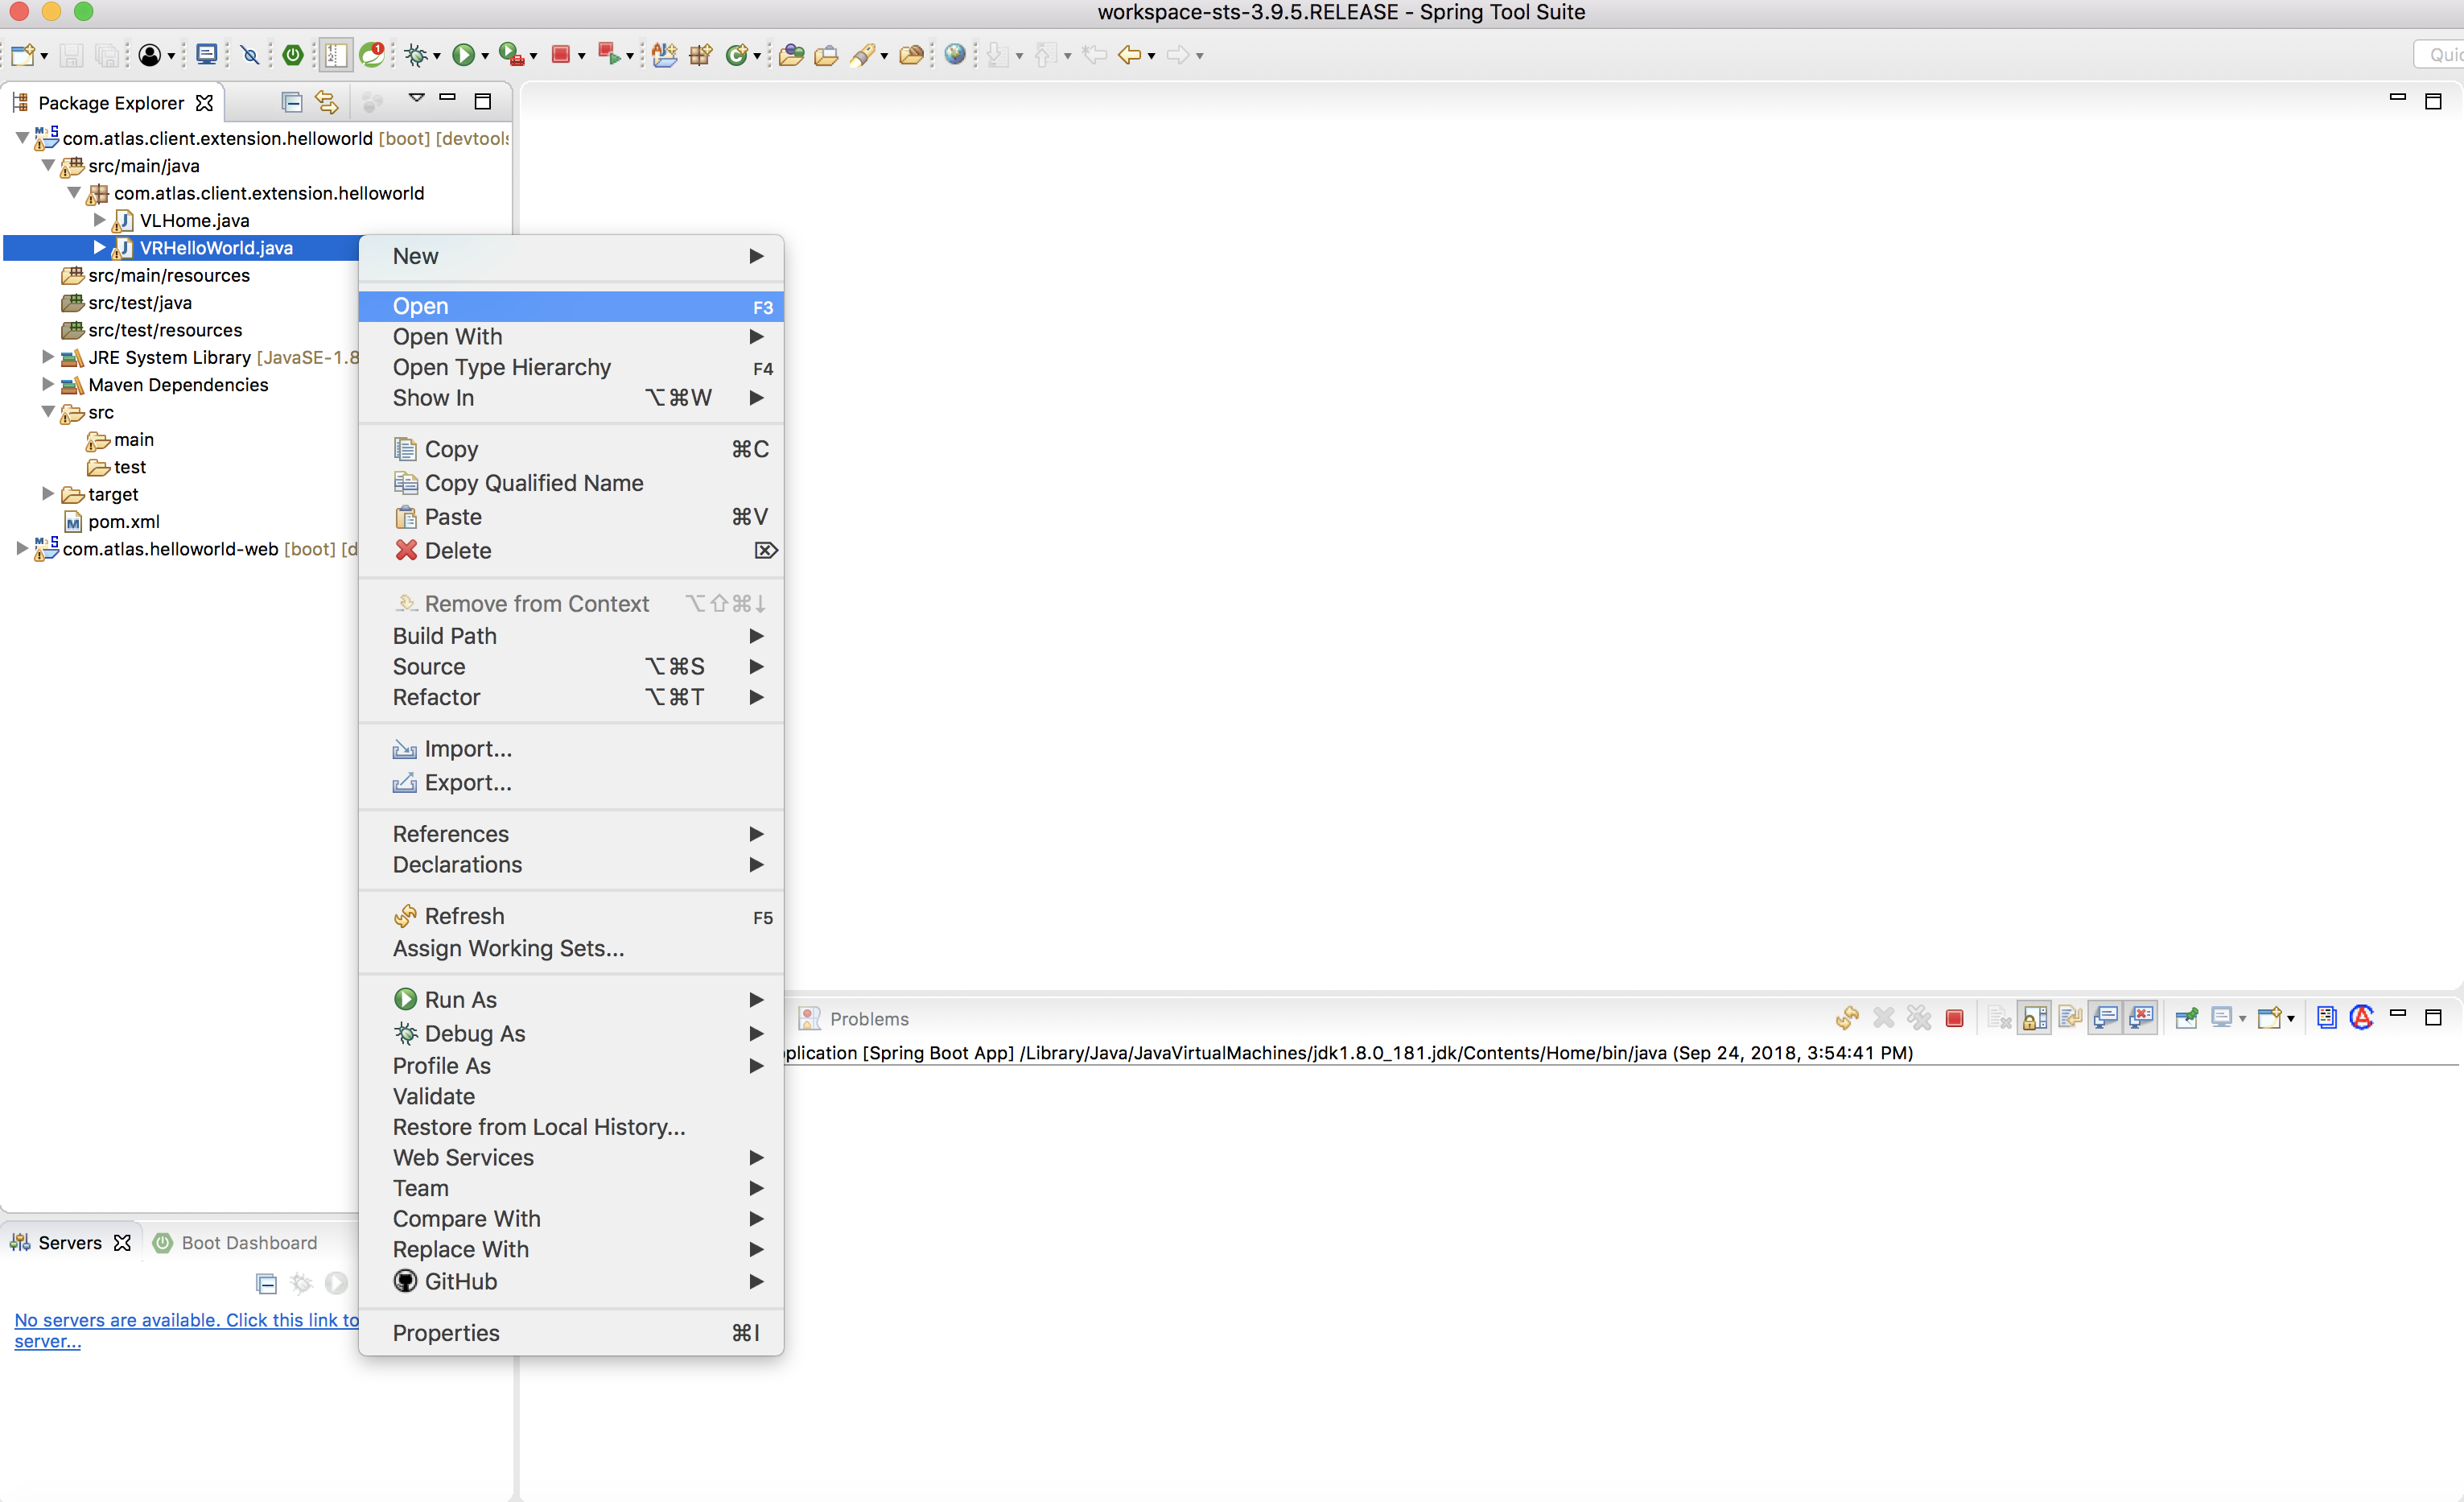 workspace-sts-3.9.5.RELEASE - Spring Tool Suite
Package Explorer
com.atlas.client.extension.helloworld [boot] [devtools
src/main/java
com.atlas.client.extension.helloworld
VLHome.java
VRHelloWorld.java
src/main/resources
src/test/java
src/test/resources
JRE System Library [JavaSE-1.8
Maven Dependencies
src
main
test
target
pom.xml
com.atlas.helloworld-web [boot] [d
New
Open F3
Open With
Open Type Hierarchy F4
Show In ⌥⌘W
Copy ⌘C
Copy Qualified Name
Paste ⌘V
Delete ⌦
Remove from Context ⌥⇧⌘↓
Build Path
Source ⌥⌘S
Refactor ⌥⌘T
Import...
Export...
References
Declarations
Refresh F5
Assign Working Sets...
Run As
Debug As
Profile As
Validate
Restore from Local History...
Web Services
Team
Compare With
Replace With
GitHub
Properties ⌘I
Problems
plication [Spring Boot App] /Library/Java/JavaVirtualMachines/jdk1.8.0_181.jdk/Contents/Home/bin/java (Sep 24, 2018, 3:54:41 PM)
Servers
Boot Dashboard
No servers are available. Click this link to
server...